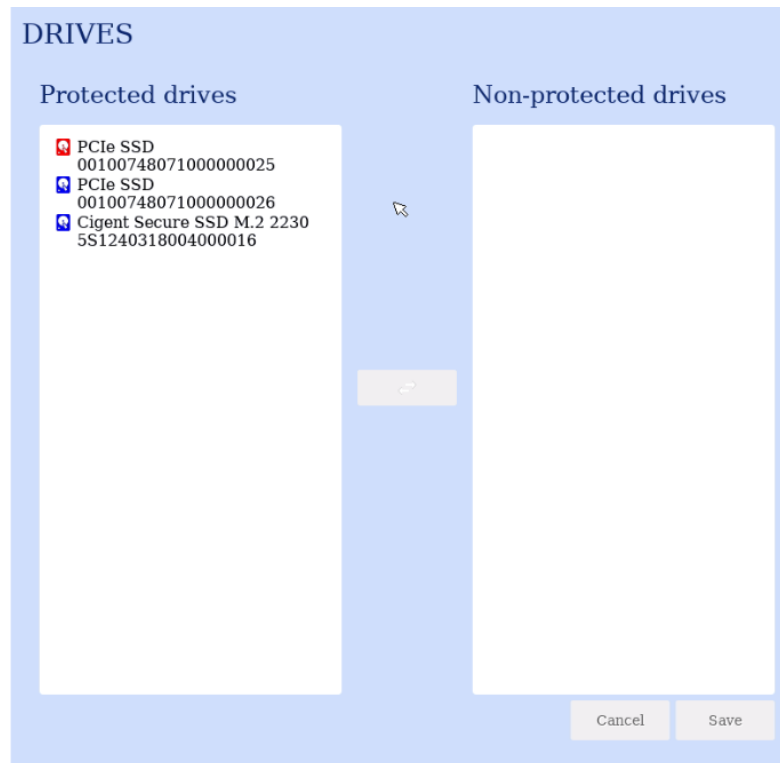 DRIVES
Protected drives
Non-protected drives
PCIe SSD
00100748071000000025
PCIe SSD
00100748071000000026
Cigent Secure SSD M.2 2230
5S1240318004000016
Cancel
Save